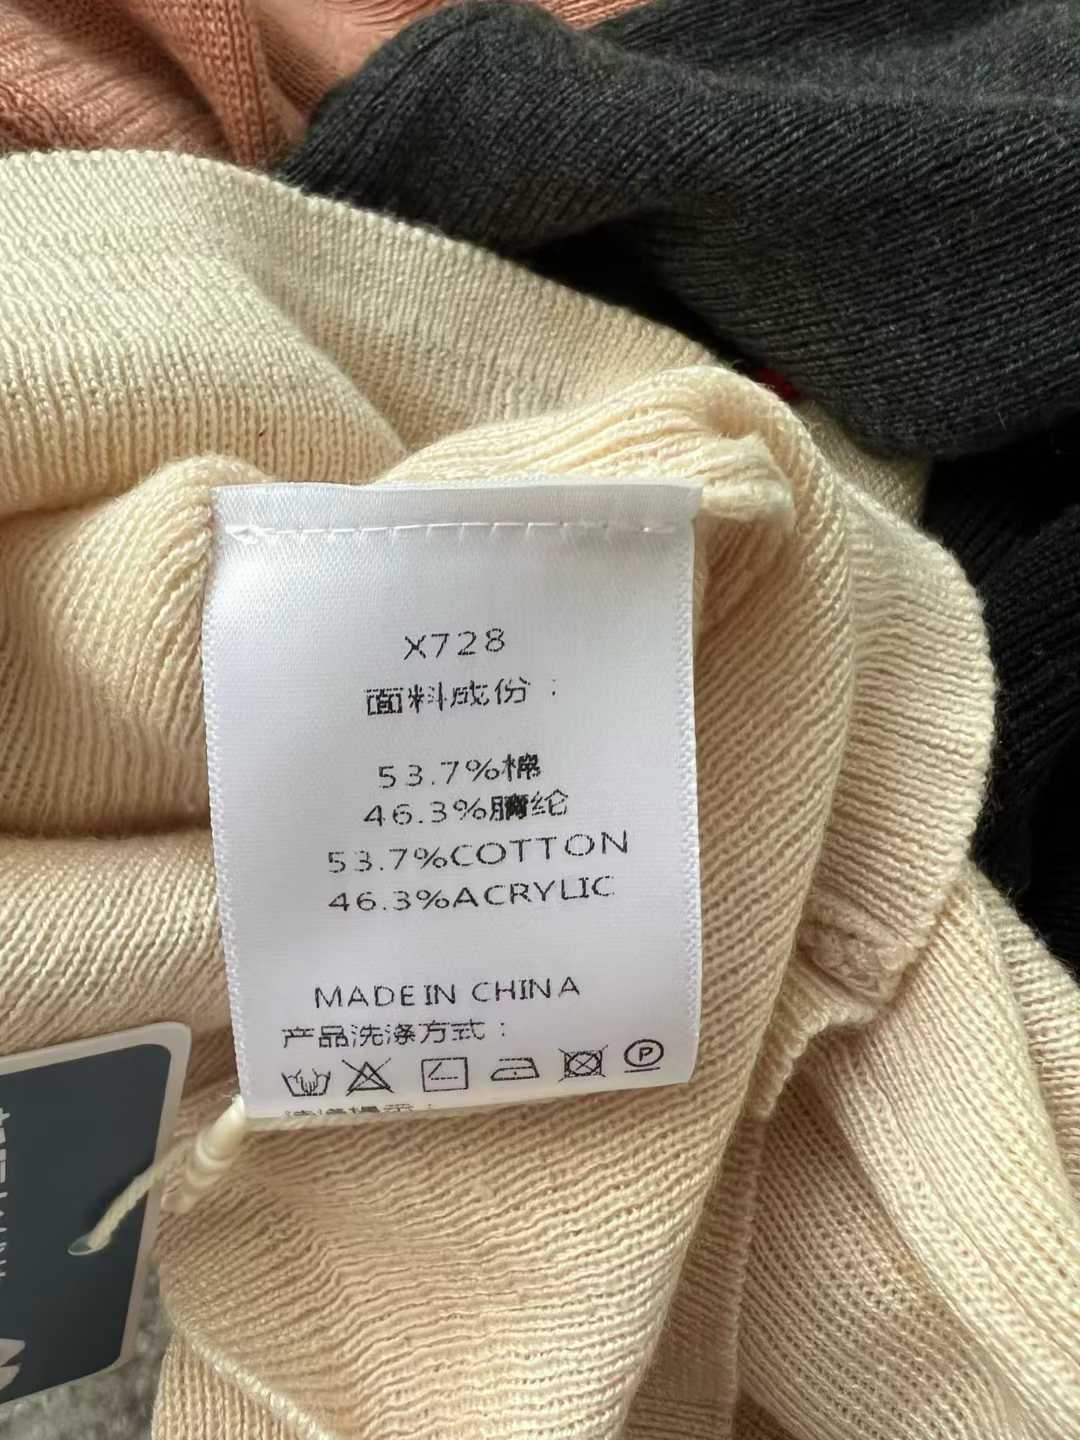 X728
面料成份：
53.7%棉
46.3%腈纶
53.7%COTTON
46.3%ACRYLIC
MADE IN CHINA
产品洗涤方式：
P